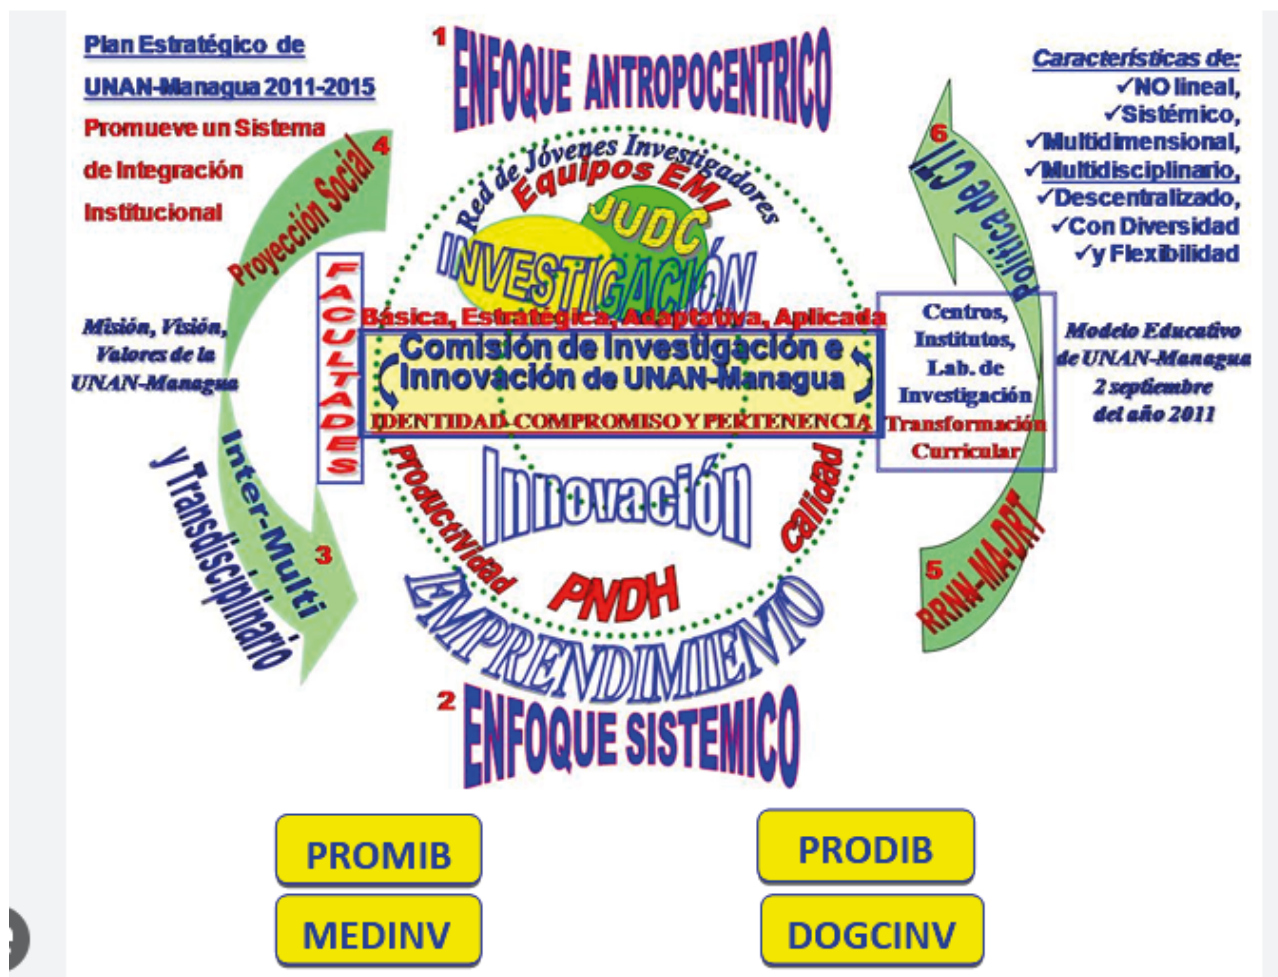 Plan Estratégico de
UNAN-Managua 2011-2015
Promueve un Sistema
de Integración
Institucional
1
ENFOQUE ANTROPOCENTRICO
Características de:
✓NO lineal,
✓Sistémico,
✓Multidimensional,
✓Multidisciplinario,
✓Descentralizado,
✓Con Diversidad
✓y Flexibilidad
4
Proyección Social
Red de Jóvenes Investigadores
Equipos EMI
JUDC
INVESTIGACIÓN
6
Política de CTI
FACULTADES
Básica, Estratégica, Adaptativa, Aplicada
Comisión de Investigación e
Innovación de UNAN-Managua
IDENTIDAD-COMPROMISO Y PERTENENCIA
Centros,
Institutos,
Lab. de
Investigación
Transformación
Curricular
Misión, Visión,
Valores de la
UNAN-Managua
Modelo Educativo
de UNAN-Managua
2 septiembre
del año 2011
Inter-Multi
y Transdisciplinario
3
Productividad
Innovación
Calidad
PNDH
EMPRENDIMIENTO
5
RRNN-MA-DRT
2
ENFOQUE SISTEMICO
PROMIB
PRODIB
MEDINV
DOGCINV